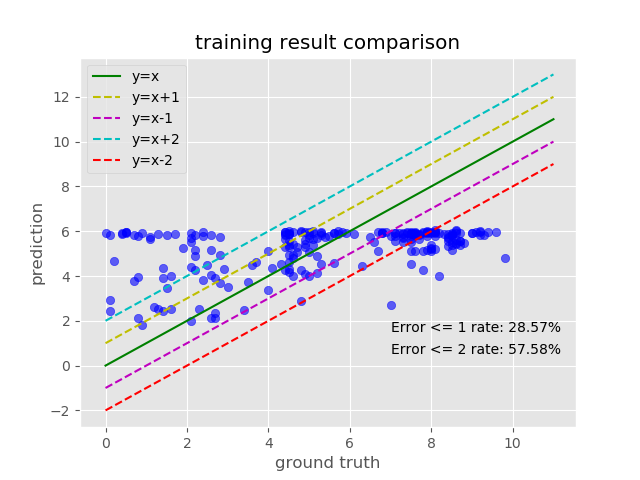 training result comparison
y=x
y=x+1
y=x-1
y=x+2
y=x-2
12
10
8
6
4
2
0
−2
prediction
Error <= 1 rate: 28.57%
Error <= 2 rate: 57.58%
0 2 4 6 8 10
ground truth